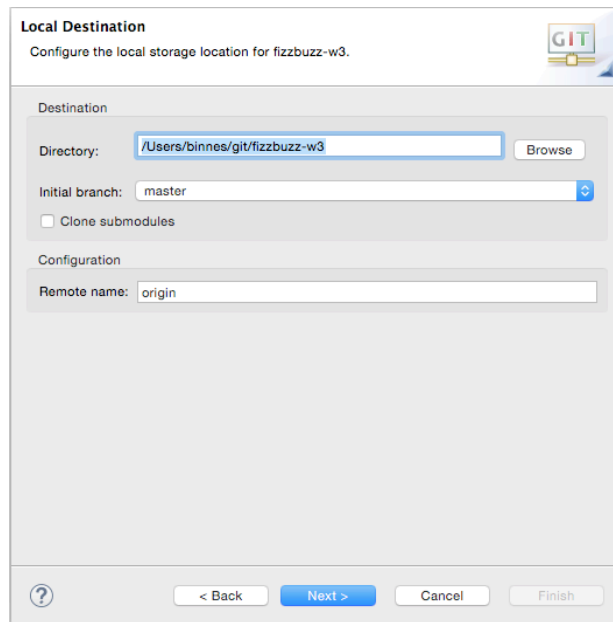 Local Destination
Configure the local storage location for fizzbuzz-w3.
GIT
Destination
Directory: /Users/binnes/git/fizzbuzz-w3 Browse
Initial branch: master
Clone submodules
Configuration
Remote name: origin
? < Back Next > Cancel Finish